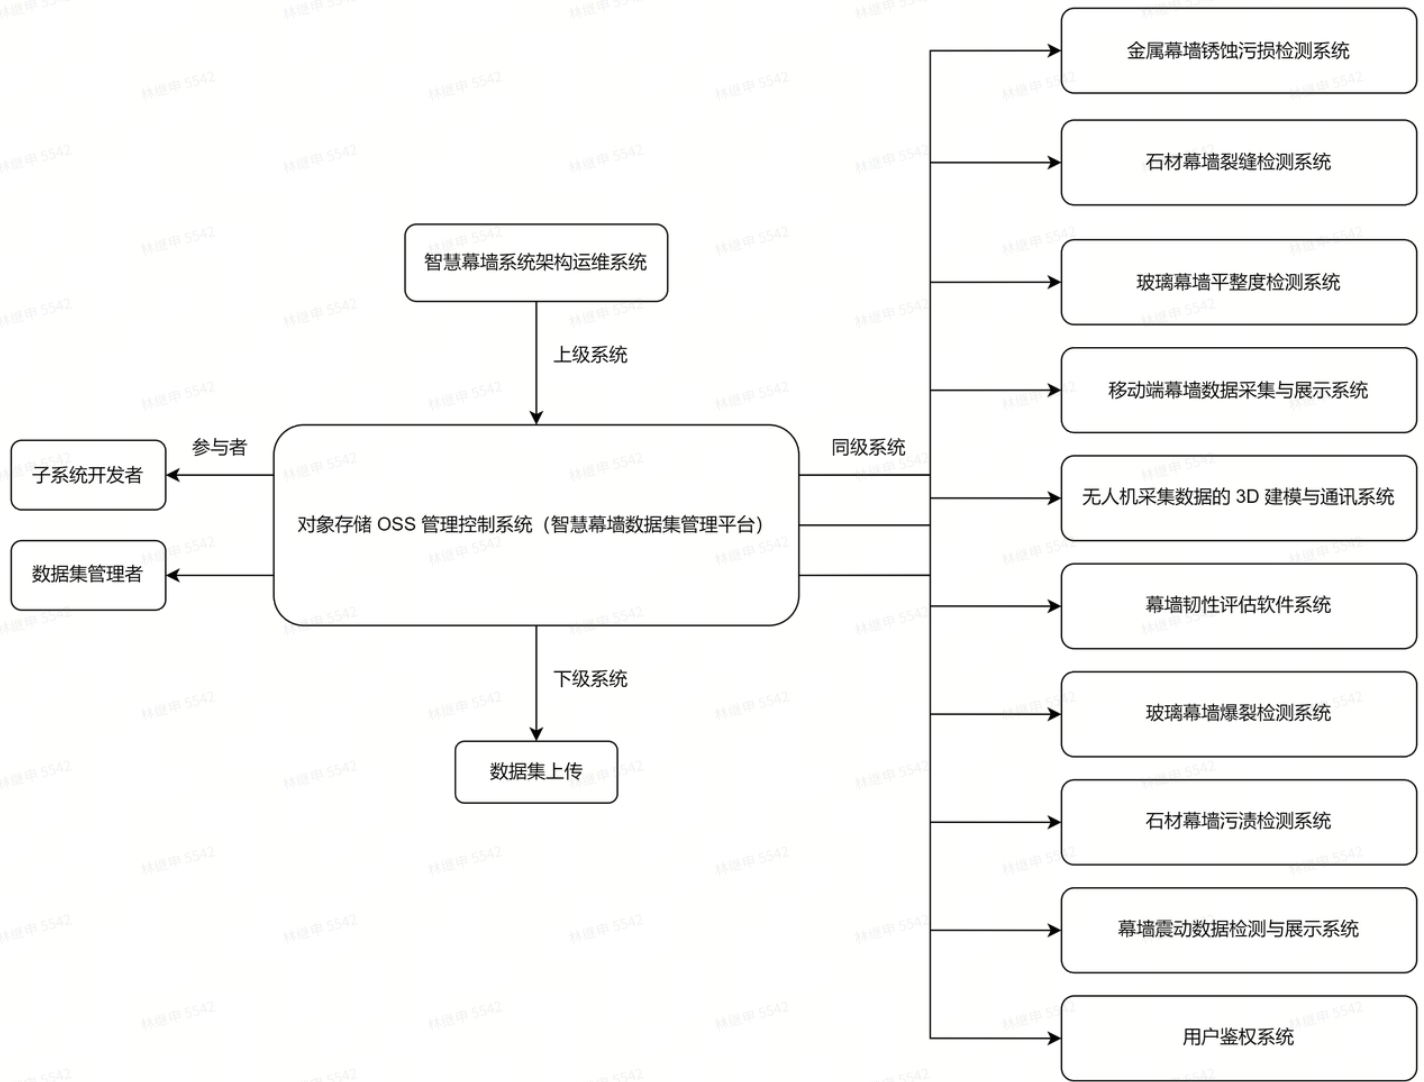 金属幕墙锈蚀污损检测系统
石材幕墙裂缝检测系统
智慧幕墙系统架构运维系统
玻璃幕墙平整度检测系统
上级系统
移动端幕墙数据采集与展示系统
参与者
同级系统
子系统开发者
无人机采集数据的 3D 建模与通讯系统
对象存储 OSS 管理控制系统（智慧幕墙数据集管理平台）
数据集管理者
幕墙韧性评估软件系统
下级系统
玻璃幕墙爆裂检测系统
数据集上传
石材幕墙污渍检测系统
幕墙震动数据检测与展示系统
用户鉴权系统
林继申 5542